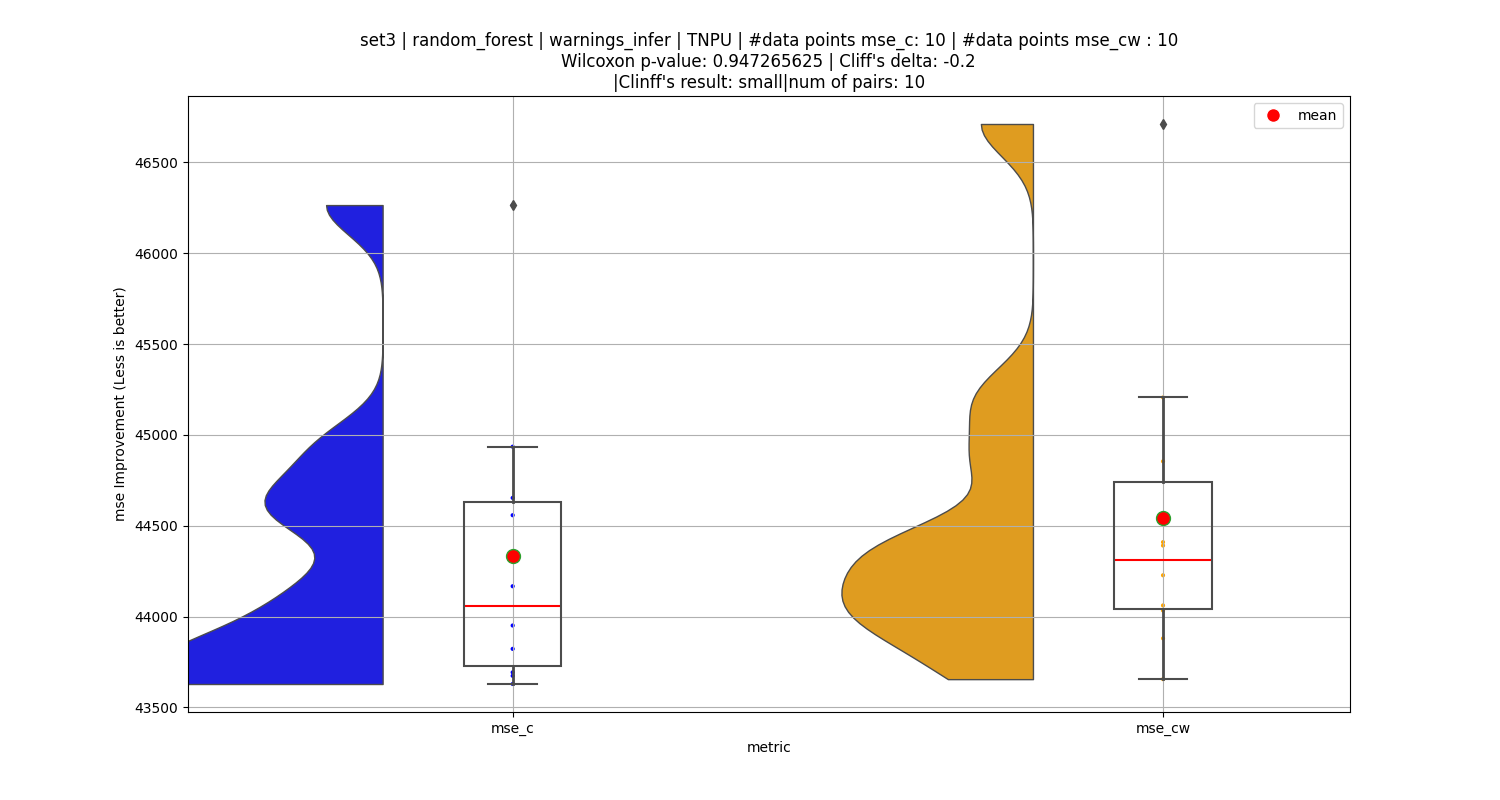 set3 | random_forest | warnings_infer | TNPU | #data points mse_c: 10 | #data points mse_cw : 10
Wilcoxon p-value: 0.947265625 | Cliff's delta: -0.2
|Clinff's result: small|num of pairs: 10
mean
46500
46000
45500
45000
44500
44000
43500
mse Improvement (Less is better)
mse_c
mse_cw
metric